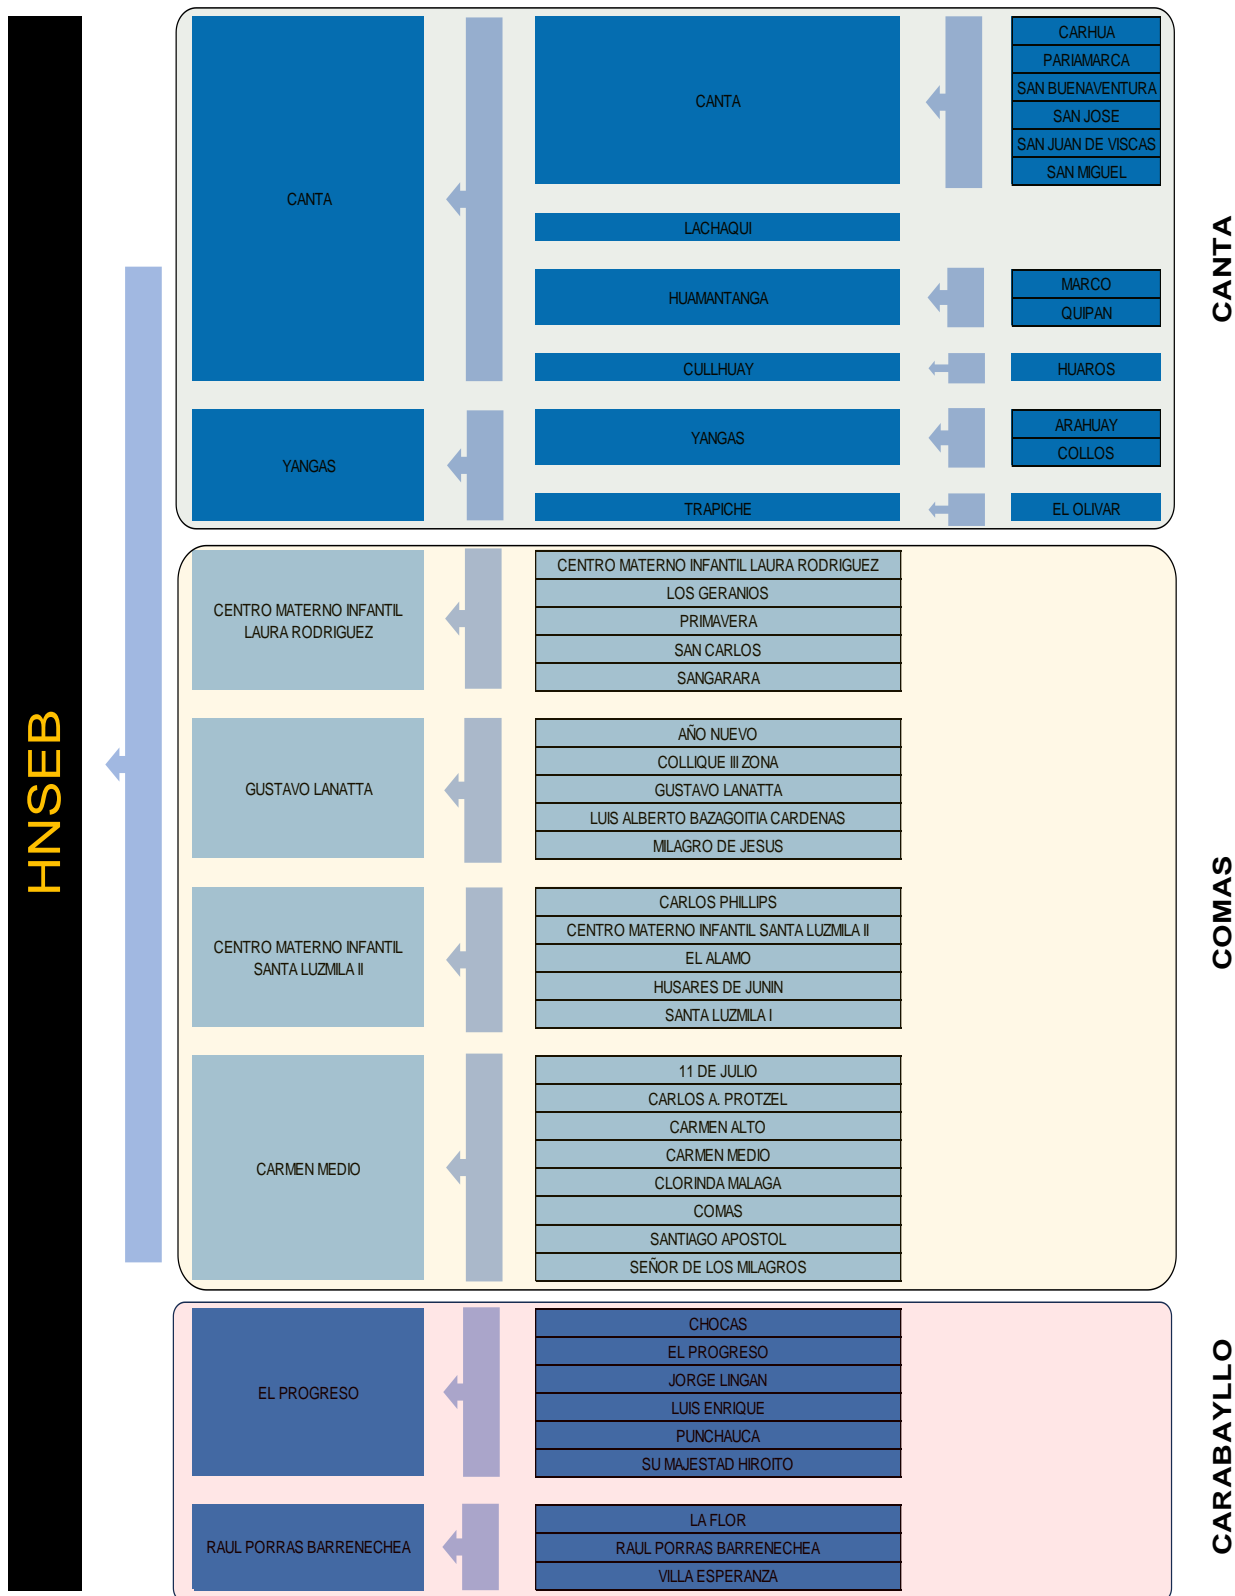 HNSEB
CANTA
CANTA
CARHUA
PARIAMARCA
SAN BUENAVENTURA
SAN JOSE
SAN JUAN DE VISCAS
SAN MIGUEL
LACHAQUI
HUAMANTANGA
MARCO
QUIPAN
CULLHUAY
HUAROS
YANGAS
YANGAS
ARAHUAY
COLLOS
TRAPICHE
EL OLIVAR
CANTA
CENTRO MATERNO INFANTIL
LAURA RODRIGUEZ
CENTRO MATERNO INFANTIL LAURA RODRIGUEZ
LOS GERANIOS
PRIMAVERA
SAN CARLOS
SANGARARA
GUSTAVO LANATTA
AÑO NUEVO
COLLIQUE III ZONA
GUSTAVO LANATTA
LUIS ALBERTO BAZAGOITIA CARDENAS
MILAGRO DE JESUS
CENTRO MATERNO INFANTIL
SANTA LUZMILA II
CARLOS PHILLIPS
CENTRO MATERNO INFANTIL SANTA LUZMILA II
EL ALAMO
HUSARES DE JUNIN
SANTA LUZMILA I
CARMEN MEDIO
11 DE JULIO
CARLOS A. PROTZEL
CARMEN ALTO
CARMEN MEDIO
CLORINDA MALAGA
COMAS
SANTIAGO APOSTOL
SEÑOR DE LOS MILAGROS
COMAS
EL PROGRESO
CHOCAS
EL PROGRESO
JORGE LINGAN
LUIS ENRIQUE
PUNCHAUCA
SU MAJESTAD HIROITO
RAUL PORRAS BARRENECHEA
LA FLOR
RAUL PORRAS BARRENECHEA
VILLA ESPERANZA
CARABAYLLO